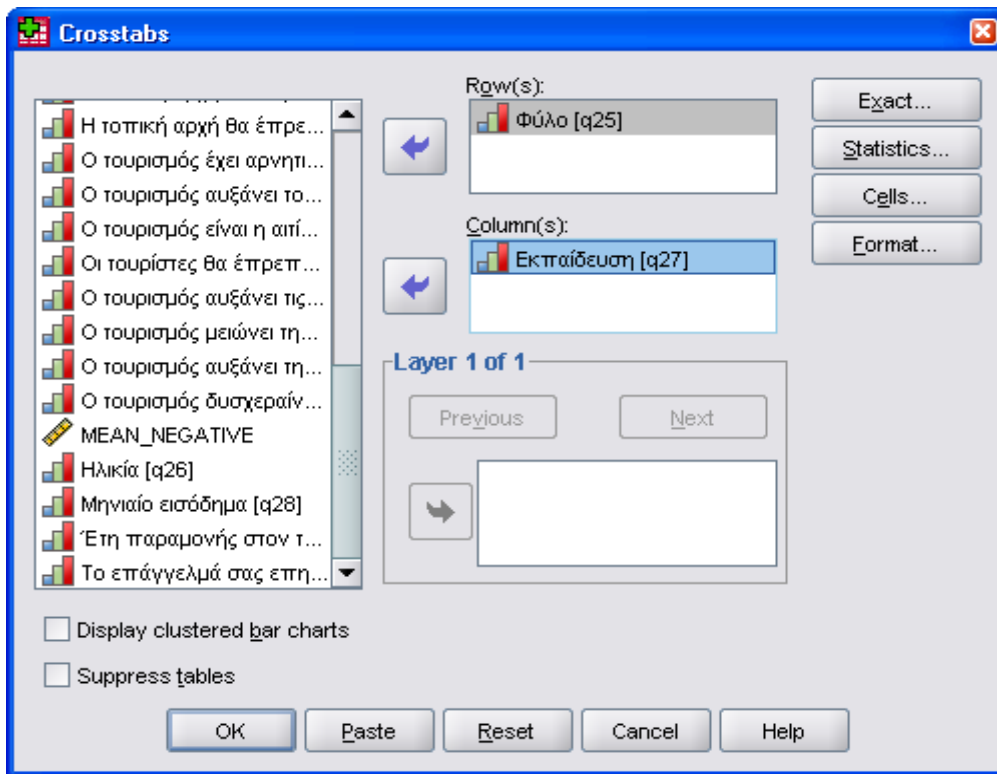 Crosstabs
Η τοπική αρχή θα έπρε...
Ο τουρισμός έχει αρνητι...
Ο τουρισμός αυξάνει το...
Ο τουρισμός είναι η αιτί...
Οι τουρίστες θα έπρεπ...
Ο τουρισμός αυξάνει τις...
Ο τουρισμός μειώνει τη...
Ο τουρισμός αυξάνει τη...
Ο τουρισμός δυσχεραίν...
MEAN_NEGATIVE
Ηλικία [q26]
Μηνιαίο εισόδημα [q28]
Έτη παραμονής στον τ...
Το επάγγελμά σας επη...
Row(s):
Φύλο [q25]
Column(s):
Εκπαίδευση [q27]
Layer 1 of 1
Previous
Next
Exact...
Statistics...
Cells...
Format...
Display clustered bar charts
Suppress tables
OK
Paste
Reset
Cancel
Help